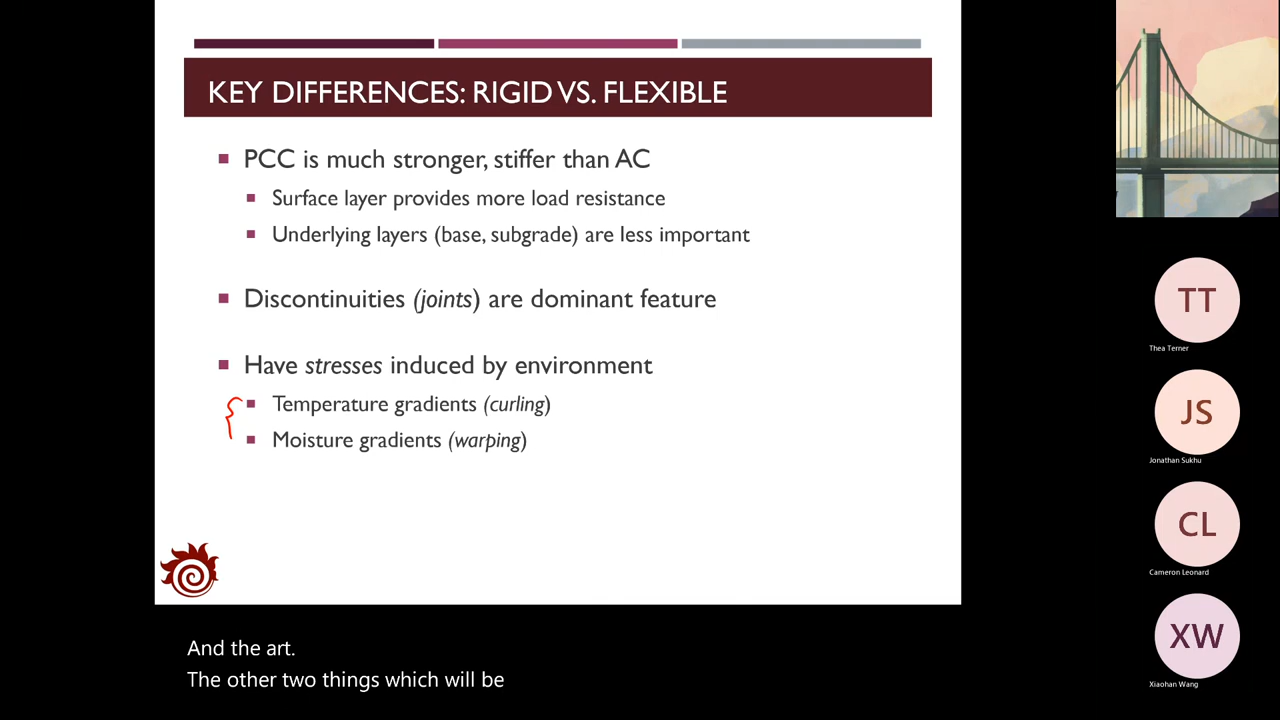 KEY DIFFERENCES: RIGID VS. FLEXIBLE
PCC is much stronger, stiffer than AC
Surface layer provides more load resistance
Underlying layers (base, subgrade) are less important
Discontinuities (joints) are dominant feature
Have stresses induced by environment
Temperature gradients (curling)
Moisture gradients (warping)
And the art.
The other two things which will be
TT
Thea Terner
JS
Jonathan Sukhu
CL
Cameron Leonard
XW
Xiaohan Wang